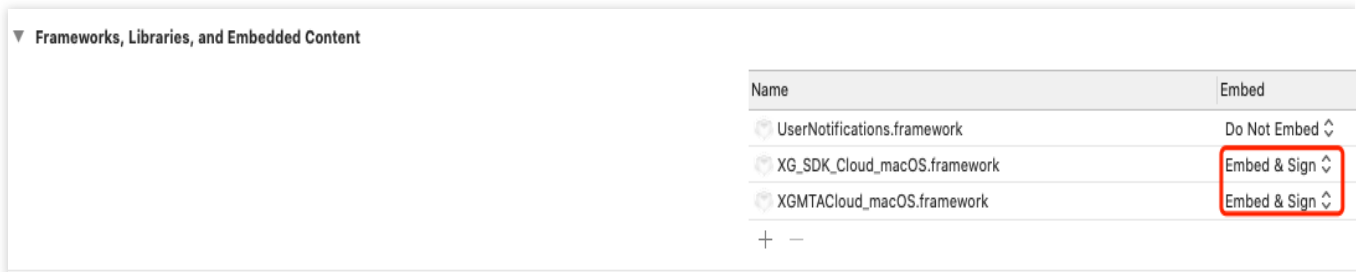 Frameworks, Libraries, and Embedded Content
Name Embed
UserNotifications.framework Do Not Embed
XG_SDK_Cloud_macOS.framework Embed & Sign
XGMTACloud_macOS.framework Embed & Sign